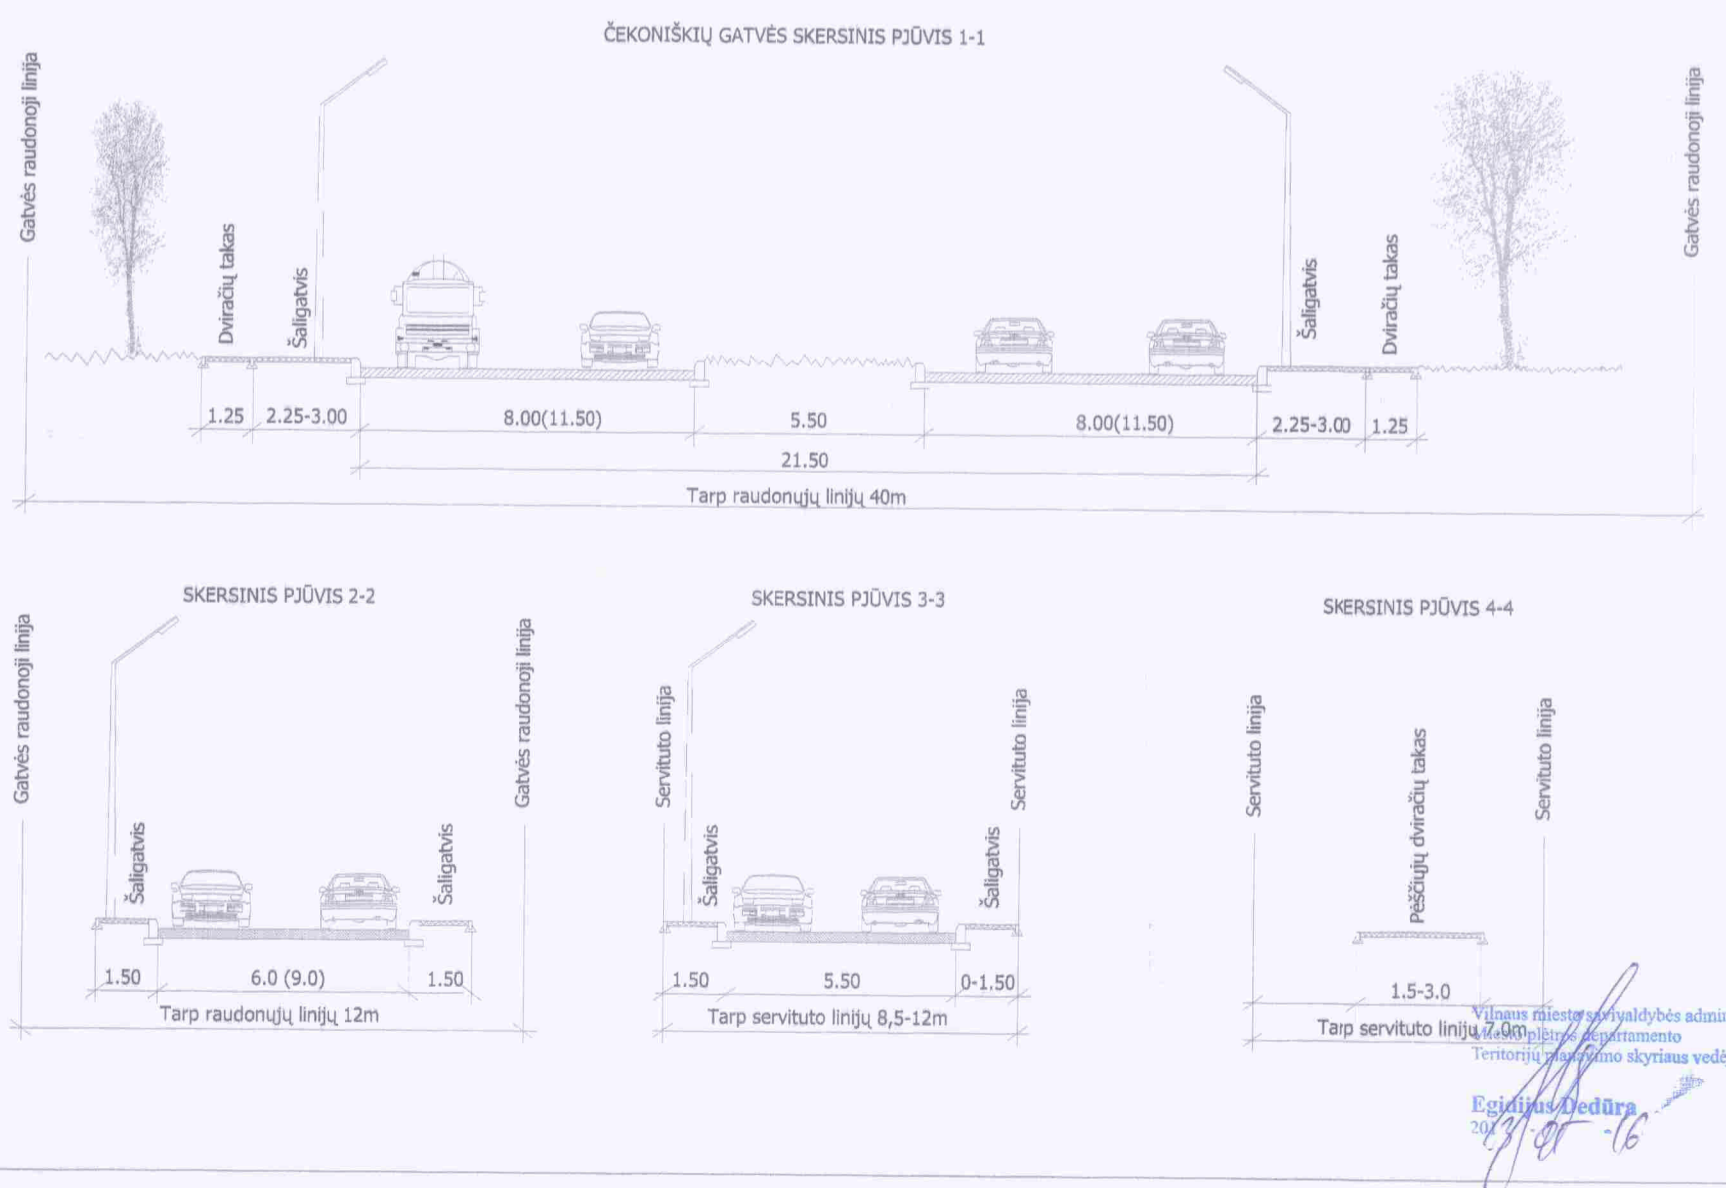 ČEKONIŠKIŲ GATVĖS SKERSINIS PJŪVIS 1-1
Gatvės raudonoji linija
Dviračių takas
Šaligatvis
Šaligatvis
Dviračių takas
Gatvės raudonoji linija
1.25 2.25-3.00 8.00(11.50) 5.50 8.00(11.50) 2.25-3.00 1.25
21.50
Tarp raudonųjų linijų 40m
SKERSINIS PJŪVIS 2-2
Gatvės raudonoji linija
Šaligatvis
Šaligatvis
Gatvės raudonoji linija
1.50 6.0 (9.0) 1.50
Tarp raudonųjų linijų 12m
SKERSINIS PJŪVIS 3-3
Servituto linija
Šaligatvis
Šaligatvis
Servituto linija
1.50 5.50 0-1.50
Tarp servituto linijų 8,5-12m
SKERSINIS PJŪVIS 4-4
Servituto linija
Pėsčiųjų dviračių takas
Servituto linija
1.5-3.0
Tarp servituto linijų 7.0m
Vilniaus miesto savivaldybės admin
Miesto plėtros departamento
Teritorijų planavimo skyriaus vedė
Egidijus Dedūra